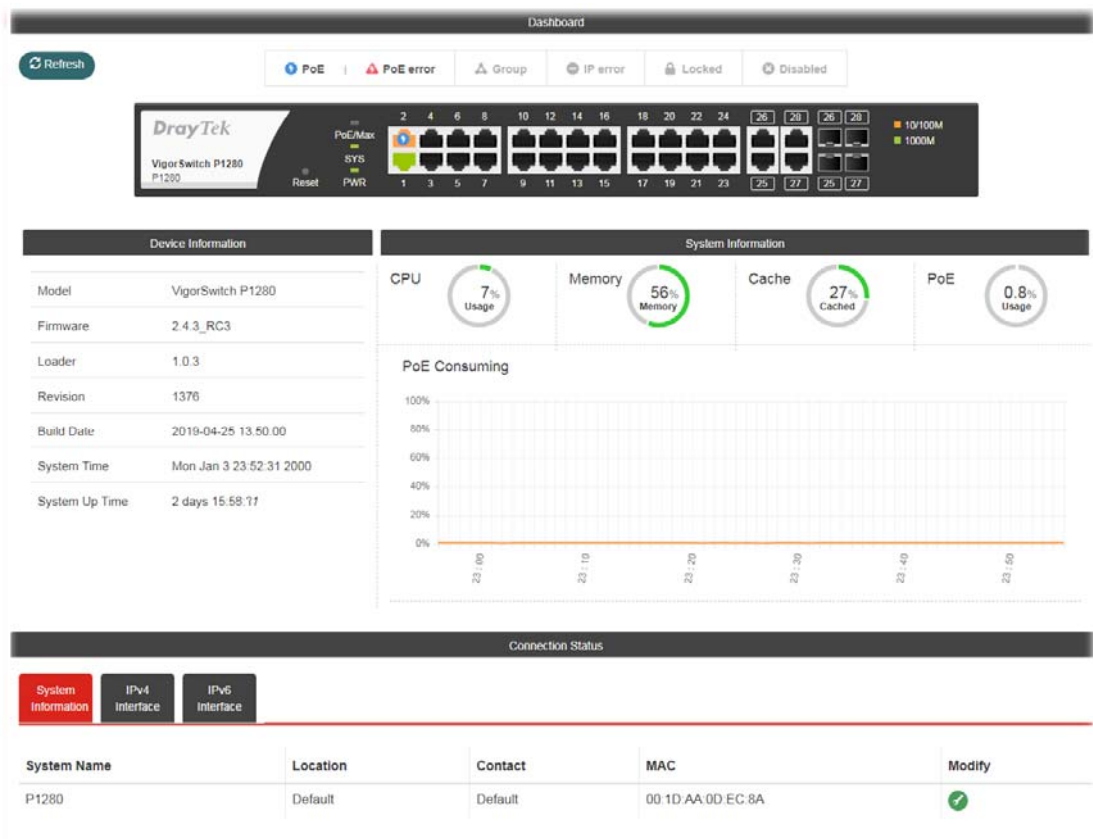 Dashboard
Refresh
PoE | PoE error Group IP error Locked Disabled
2 4 6 8 10 12 14 16 18 20 22 24 26 28 26 28
DrayTek
PoE/Max
10/100M
1000M
VigorSwitch P1280
P1280
SYS
Reset PWR
1 3 5 7 9 11 13 15 17 19 21 23 25 27 25 27
Device Information
Model VigorSwitch P1280
Firmware 2.4.3_RC3
Loader 1.0.3
Revision 1376
Build Date 2019-04-25 13:50:00
System Time Mon Jan 3 23:52:31 2000
System Up Time 2 days
System Information
CPU 7% Usage
Memory 56% Memory
Cache 27% Cached
PoE 0.8% Usage
PoE Consuming
100%
80%
60%
40%
20%
0%
23:00 23:10 23:20 23:30 23:40 23:50
Connection Status
System Information
IPv4 Interface
IPv6 Interface
System Name Location Contact MAC Modify
P1280 Default Default 00:1D:AA:0D:EC:8A